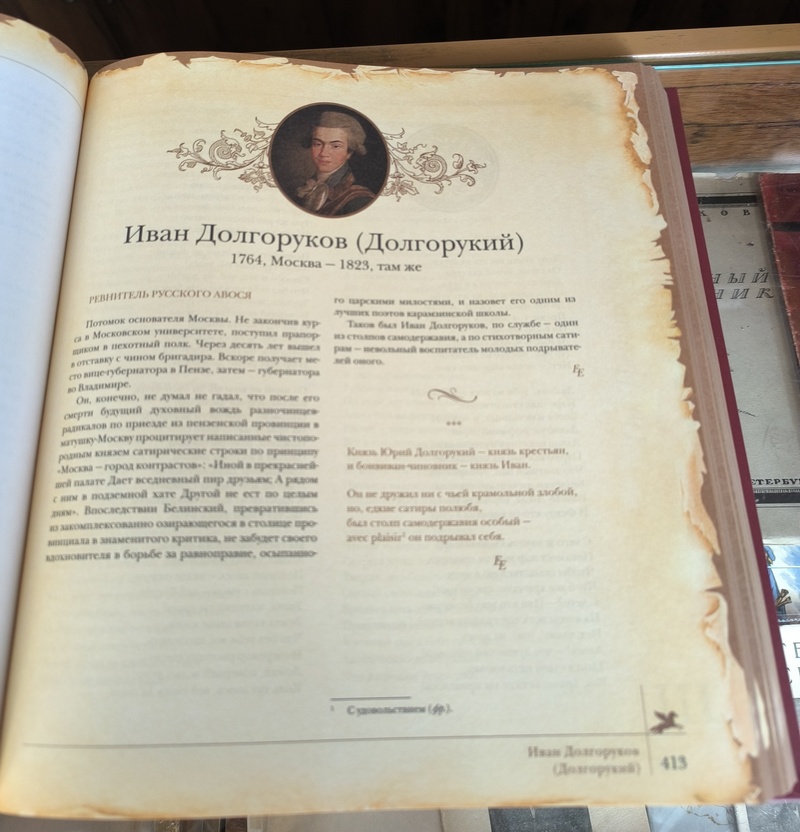 Иван Долгоруков (Долгорукий)
1764, Москва — 1823, там же
РЕВНИТЕЛЬ РУССКОГО АВОСЯ
Потомок основателя Москвы. Не закончив кур-
са в Московском университете, поступил прапор-
щиком в пехотный полк. Через десять лет вышел
в отставку с чином бригадира. Вскоре получает ме-
сто вице-губернатора в Пензе, затем — губернатора
во Владимире.
Он, конечно, не думал не гадал, что после его
смерти будущий духовный вождь разночинцев-
радикалов по приезде из пензенской провинции в
матушку-Москву процитирует написанные чистопо-
родным князем сатирические строки по принципу
«Москва — город контрастов»: «Иной в прекрасней-
шей палате Дает вседневный пир друзьям; А рядом
с ним в подземной хате Другой не ест по целым
дням». Впоследствии Белинский, превратившись
из закомплексованно озирающегося в столице про-
винциала в знаменитого критика, не забудет своего
вдохновителя в борьбе за равноправие, осыпанно-
го царскими милостями, и назовет его одним из
лучших поэтов карамзинской школы.
Таков был Иван Долгоруков, по службе — один
из столпов самодержавия, а по стихотворным сати-
рам — невольный воспитатель молодых подрывате-
лей оного.
ЕЕ
***
Князь Юрий Долгорукий — князь крестьян,
и бонвиван-чиновник — князь Иван.
Он не дружил ни с чьей крамольной злобой,
но, едкие сатиры полюбя,
был столп самодержавия особый —
avec plaisir¹ он подрывал себя.
ЕЕ
¹ С удовольствием (фр.).
Иван Долгоруков
(Долгорукий)
413